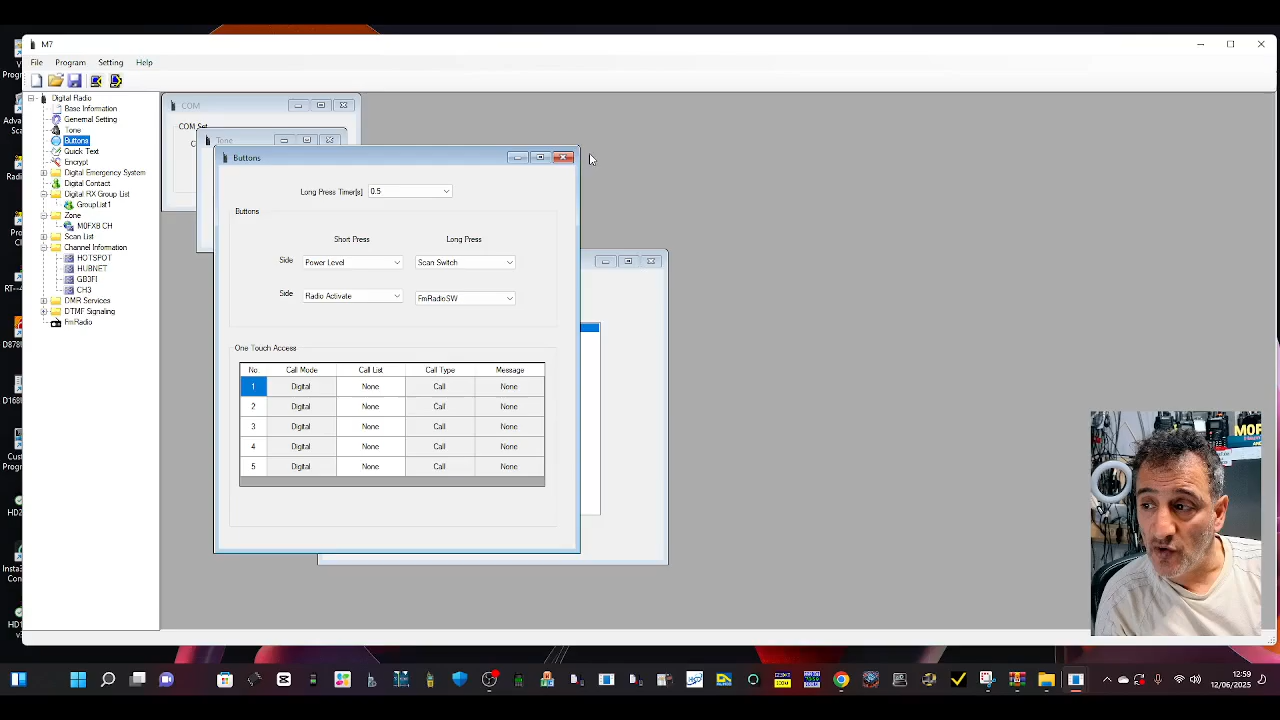 M7
File Program Setting Help
Digital Radio
Base Information
Genemal Setting
Tone
Buttons
Quick Text
Encrypt
Digital Emergency System
Digital Contact
Digital RX Group List
GroupList1
Zone
M0FXB CH
Scan List
Channel Information
HOTSPOT
HUBNET
GB3FI
CH3
DMR Services
DTMF Signaling
FmRadio
COM
COM Set
Tone
Buttons
Long Press Timer[s] 0.5
Buttons
Short Press Long Press
Side Power Level Scan Switch
Side Radio Activate FmRadioSW
One Touch Access
No. Call Mode Call List Call Type Message
1 Digital None Call None
2 Digital None Call None
3 Digital None Call None
4 Digital None Call None
5 Digital None Call None
12:59
12/06/2025